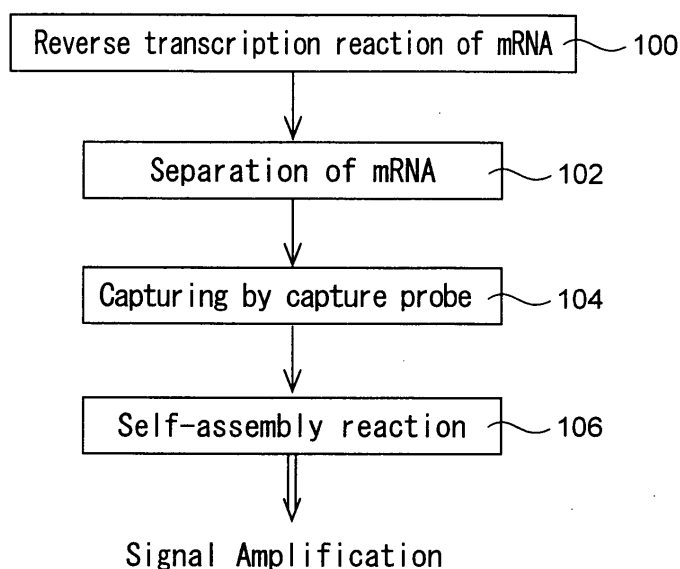 Reverse transcription reaction of mRNA 100
Separation of mRNA 102
Capturing by capture probe 104
Self-assembly reaction 106
Signal Amplification